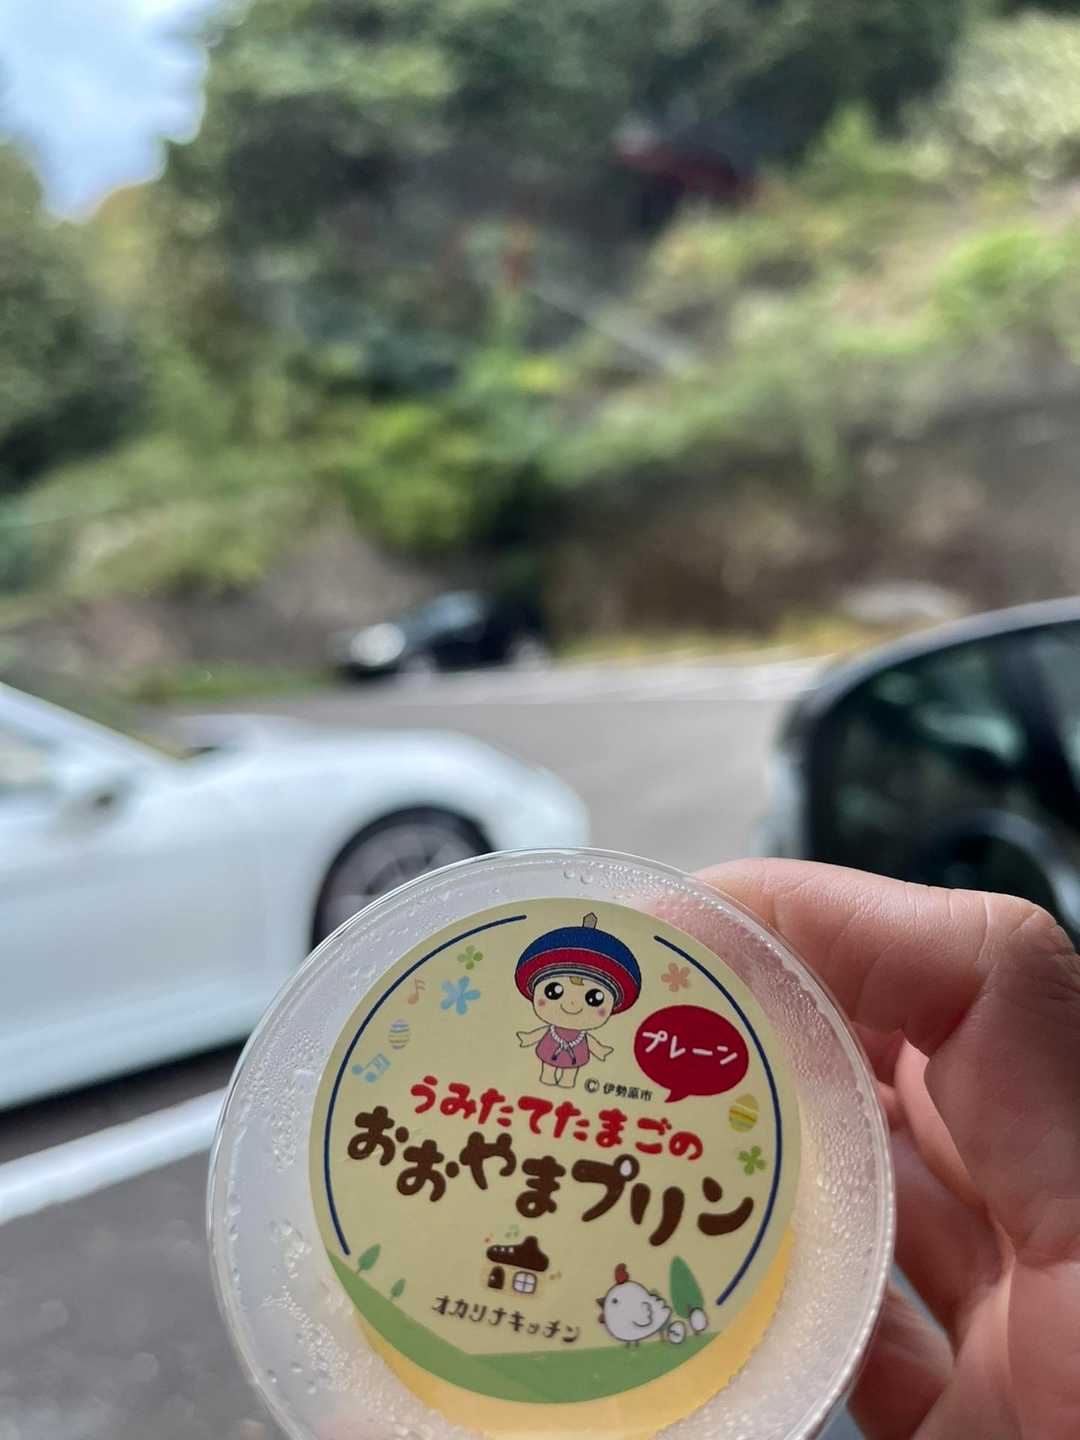 プレーン
© 伊勢原市
うみたてたまごの
おおやまプリン
オカリナキッチン